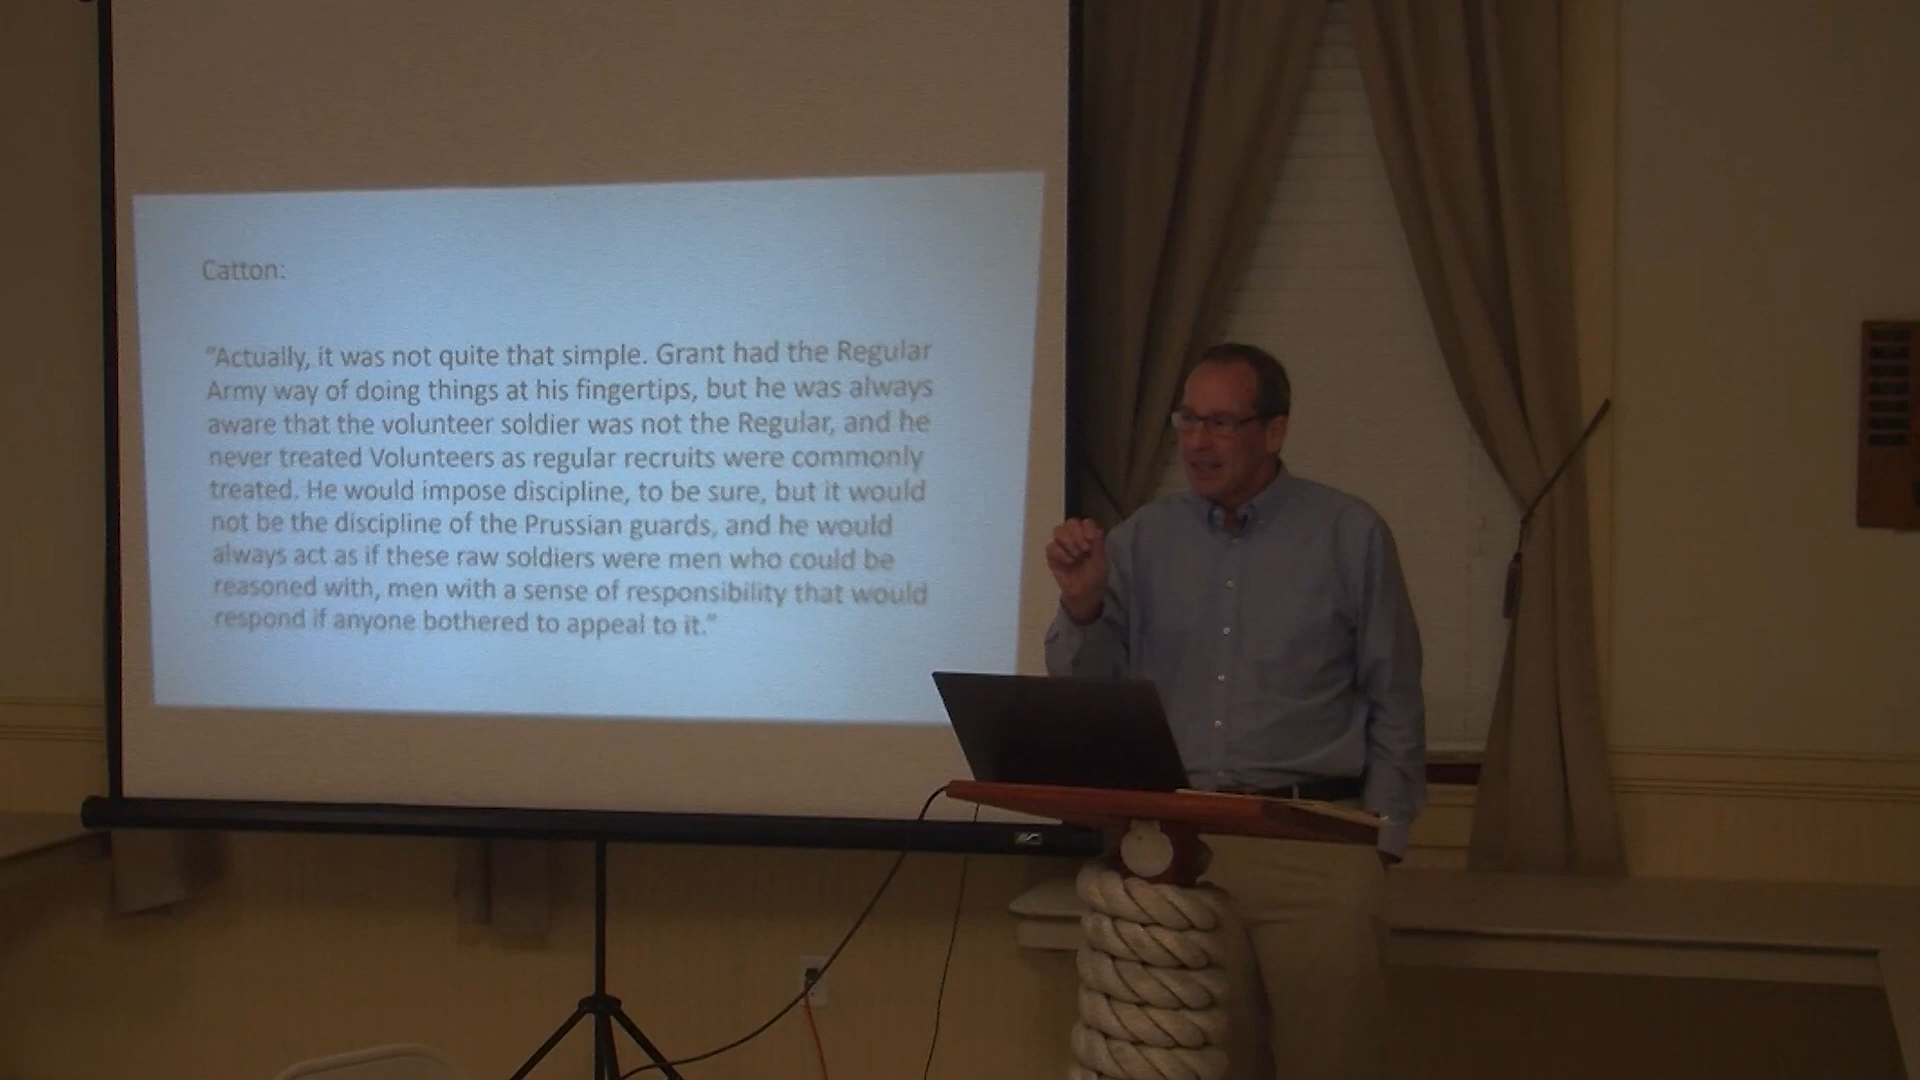 Catton:
“Actually, it was not quite that simple. Grant had the Regular
Army way of doing things at his fingertips, but he was always
aware that the volunteer soldier was not the Regular, and he
never treated Volunteers as regular recruits were commonly
treated. He would impose discipline, to be sure, but it would
not be the discipline of the Prussian guards, and he would
always act as if these raw soldiers were men who could be
reasoned with, men with a sense of responsibility that would
respond if anyone bothered to appeal to it.”